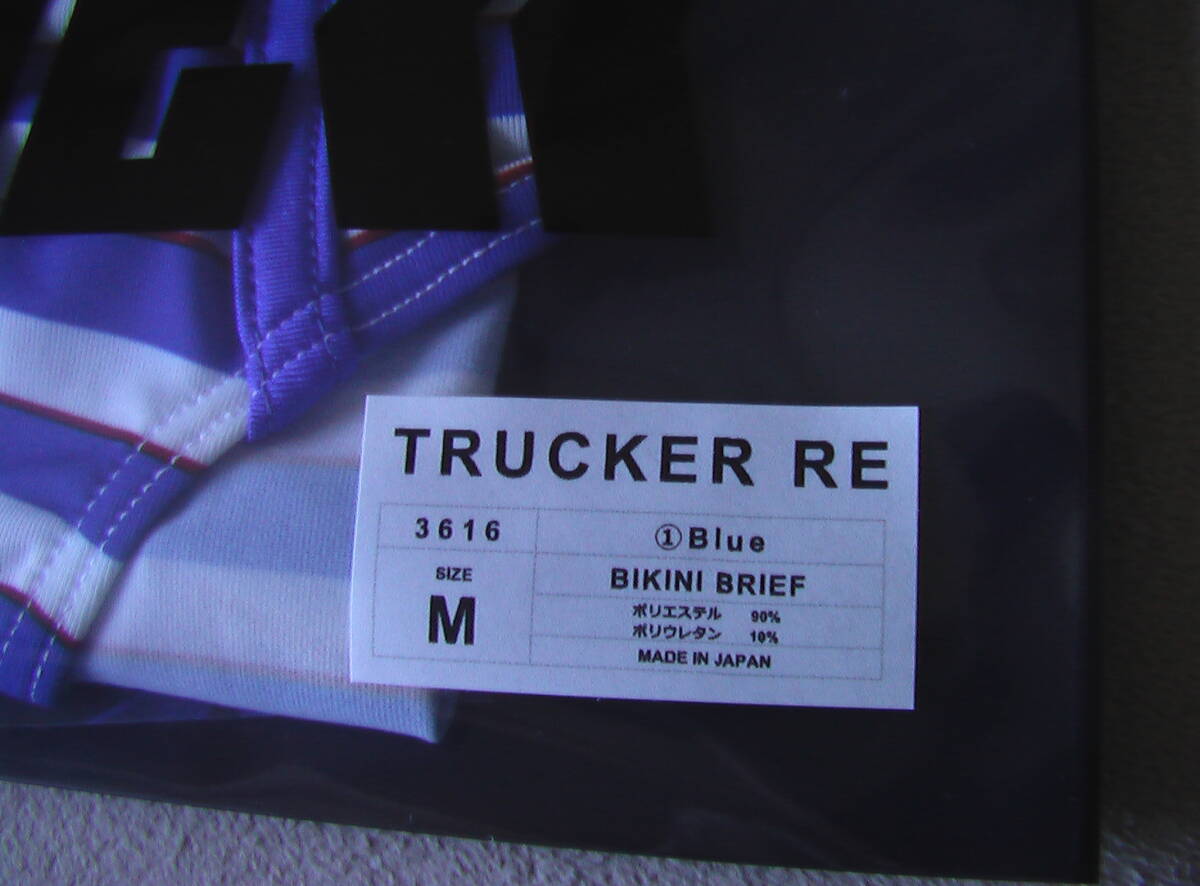 TRUCKER RE
3616
①Blue
SIZE
M
BIKINI BRIEF
ポリエステル 90%
ポリウレタン 10%
MADE IN JAPAN